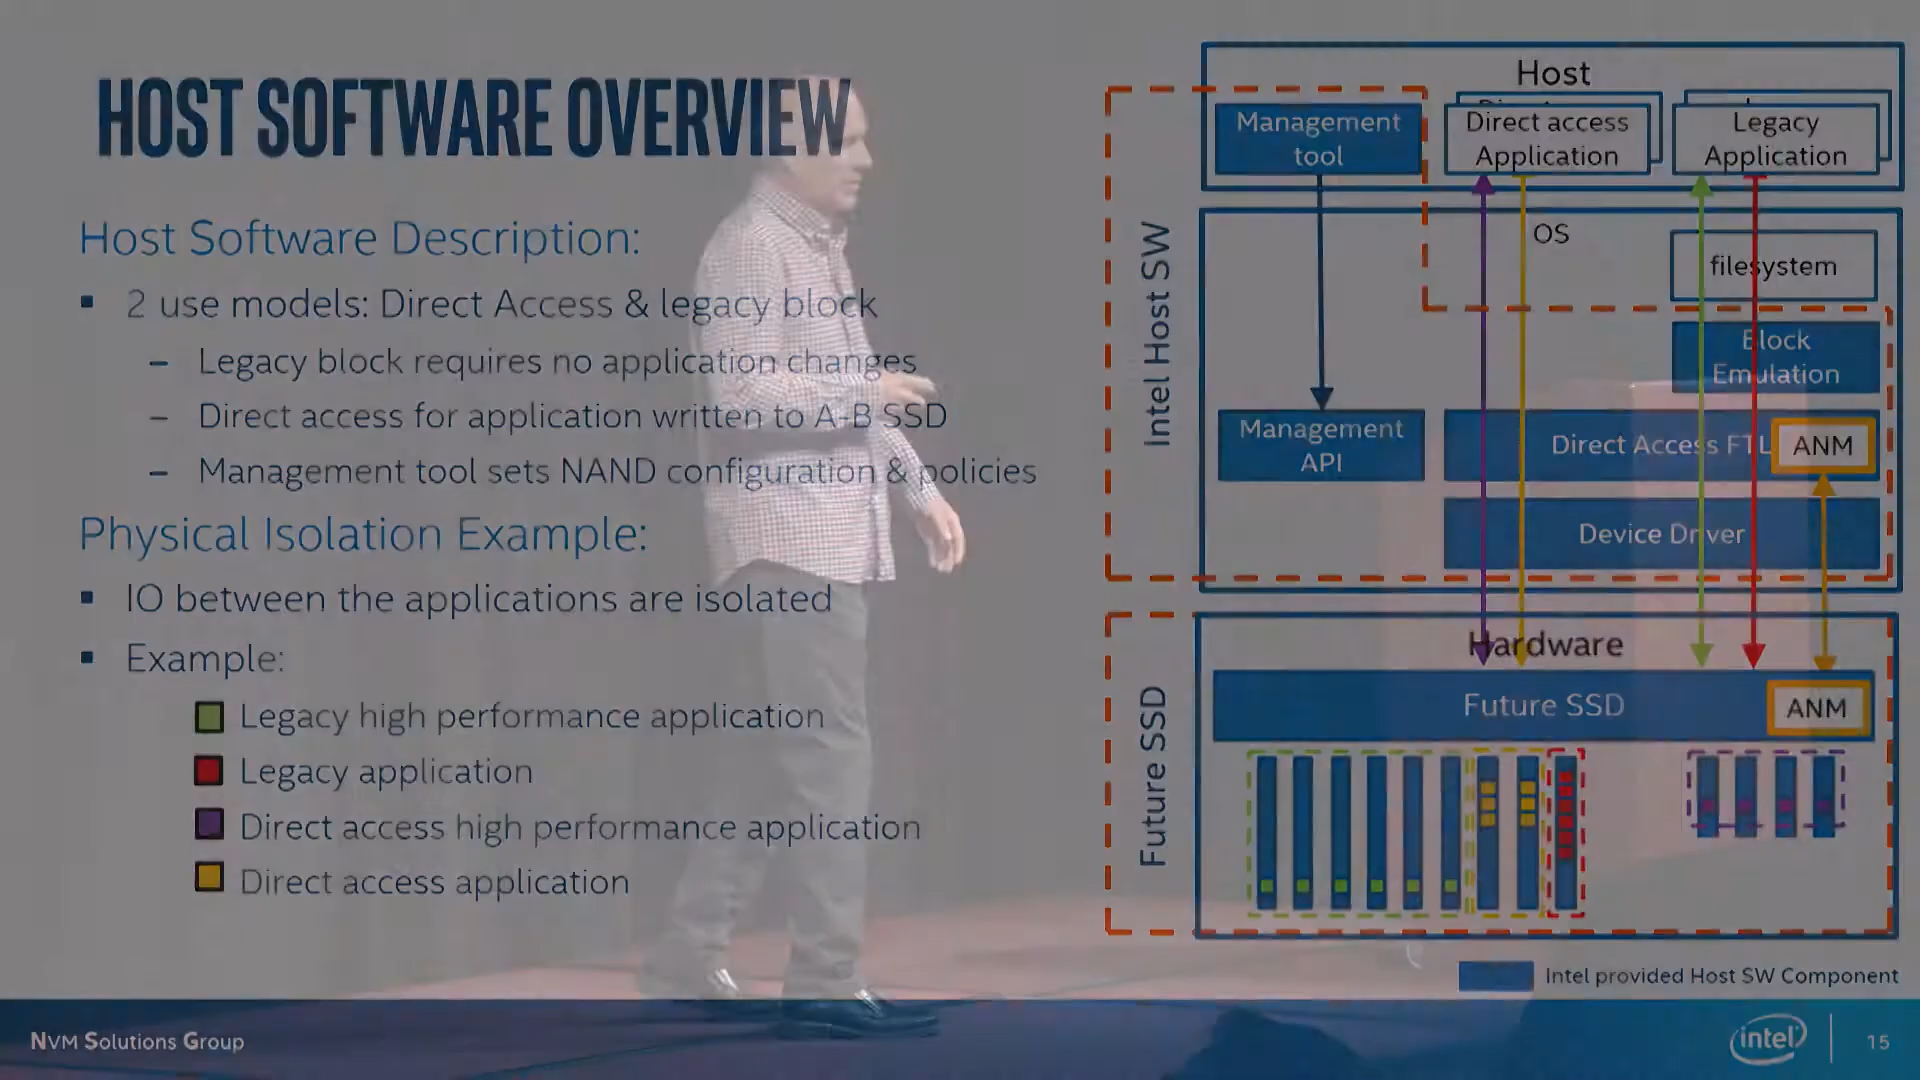 HOST SOFTWARE OVERVIEW
Host Software Description:
2 use models: Direct Access & legacy block
– Legacy block requires no application changes
– Direct access for application written to A-B SSD
– Management tool sets NAND configuration & policies
Physical Isolation Example:
IO between the applications are isolated
Example:
Legacy high performance application
Legacy application
Direct access high performance application
Direct access application
Intel Host SW
Future SSD
Host
Management
tool
Direct access
Application
Legacy
Application
OS
filesystem
Block
Emulation
Management
API
Direct Access FTL
ANM
Device Driver
Hardware
Future SSD
ANM
Intel provided Host SW Component
NVM Solutions Group
intel
15